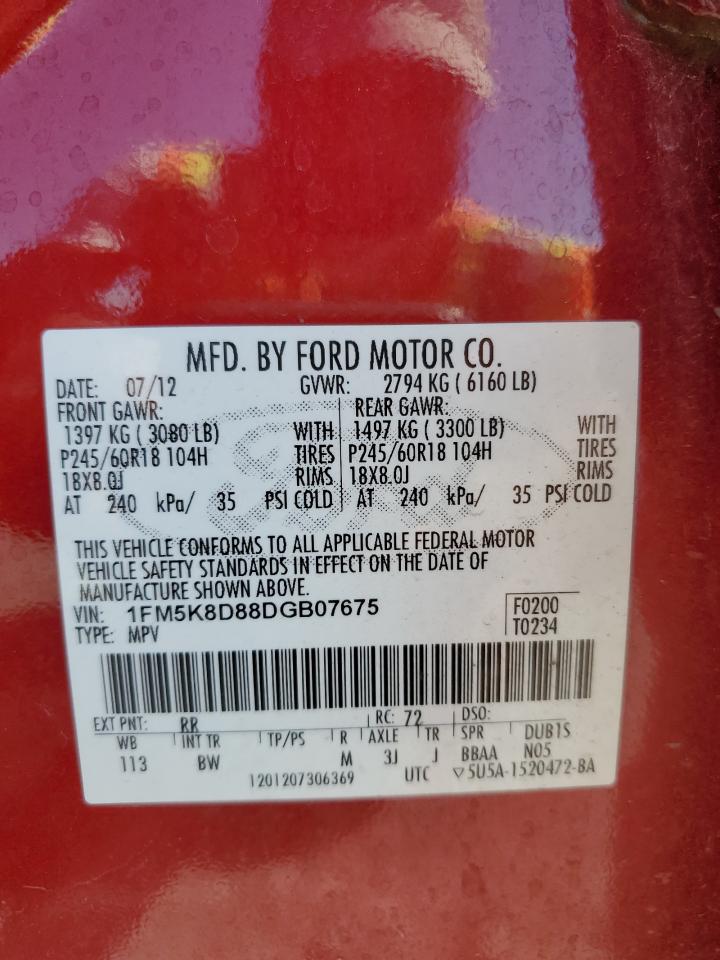 MFD. BY FORD MOTOR CO.
DATE: 07/12 GVWR: 2794 KG ( 6160 LB)
FRONT GAWR: REAR GAWR:
1397 KG ( 3080 LB) WITH 1497 KG ( 3300 LB) WITH
P245/60R18 104H TIRES P245/60R18 104H TIRES
18X8.0J RIMS 18X8.0J RIMS
AT 240 kPa/ 35 PSI COLD AT 240 kPa/ 35 PSI COLD
THIS VEHICLE CONFORMS TO ALL APPLICABLE FEDERAL MOTOR
VEHICLE SAFETY STANDARDS IN EFFECT ON THE DATE OF
MANUFACTURE SHOWN ABOVE.
VIN: 1FM5K8D88DGB07675 F0200
TYPE: MPV T0234
EXT PNT: RR RC: 72 DSO:
WB INT TR TP/PS R AXLE TR SPR DUB1S
113 BW M 3J J BBAA N05
1201207306369 UTC ▽5U5A-1520472-BA